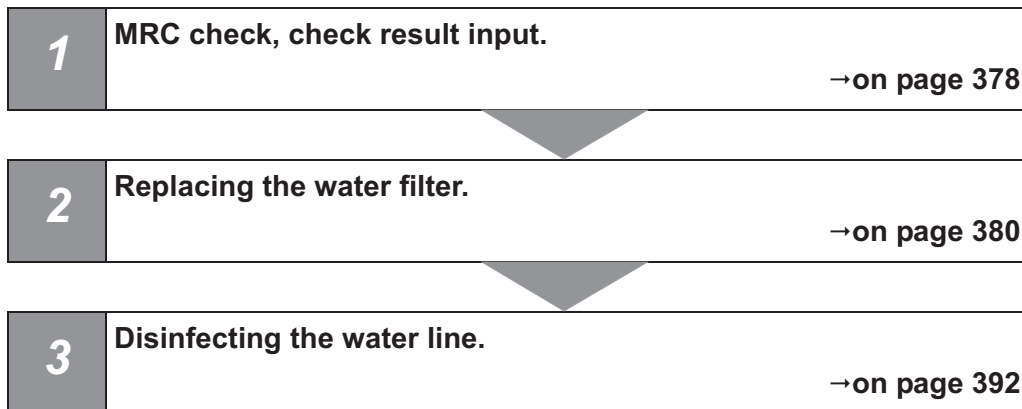 1
MRC check, check result input.
→on page 378
2
Replacing the water filter.
→on page 380
3
Disinfecting the water line.
→on page 392